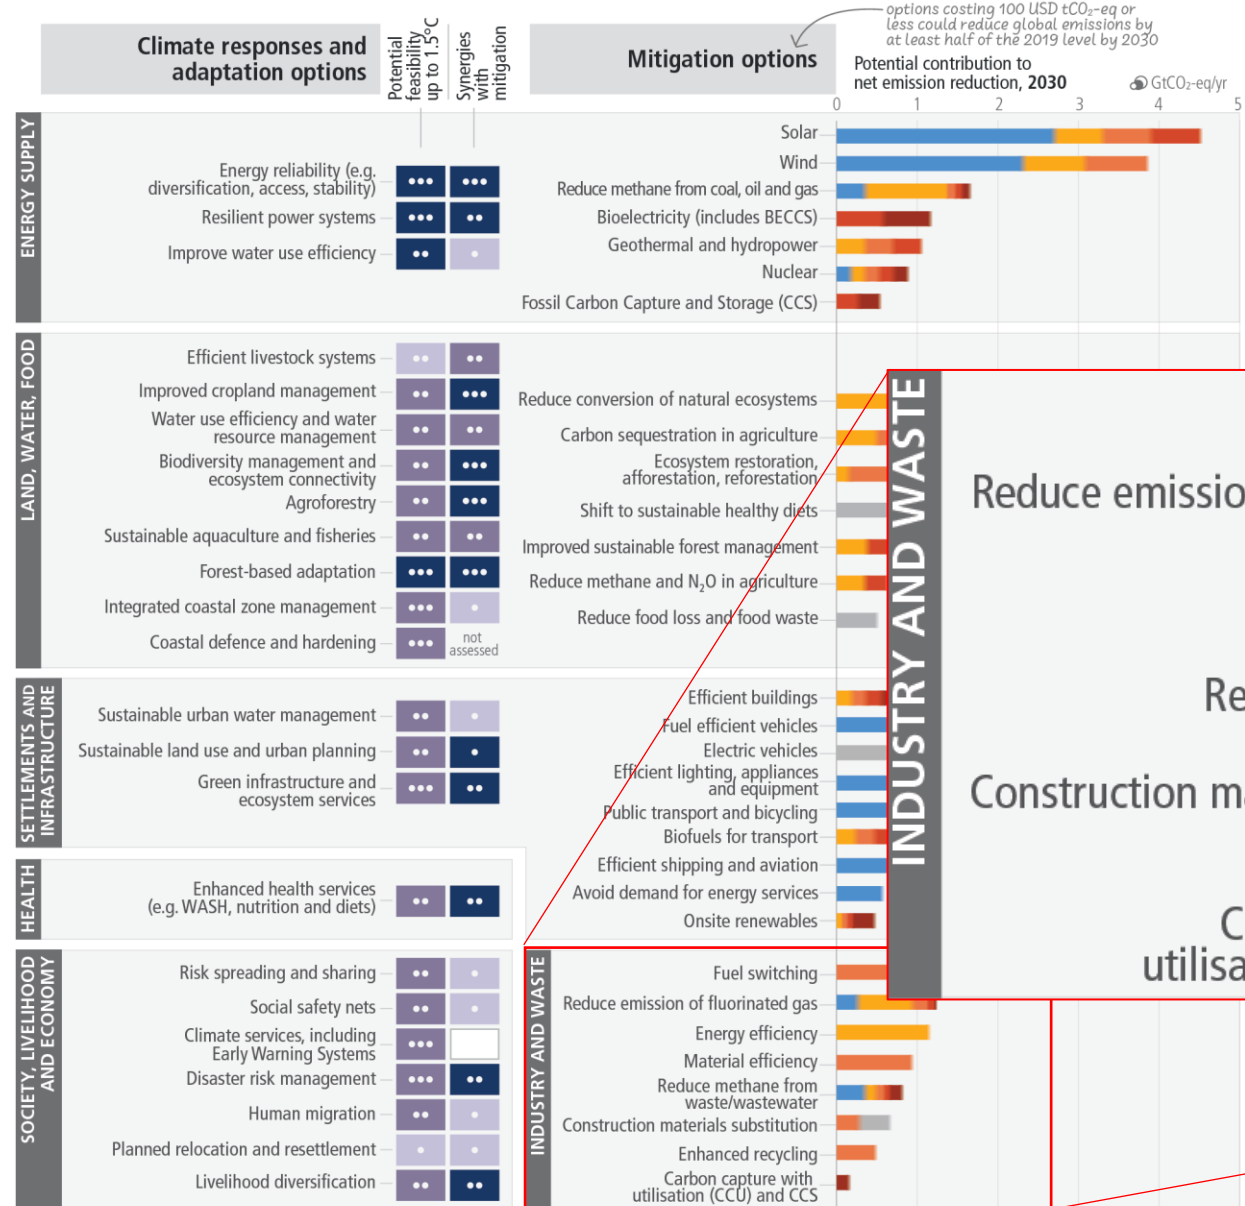 options costing 100 USD tCO₂-eq or
less could reduce global emissions by
at least half of the 2019 level by 2030
Climate responses and
adaptation options
Potential
feasibility
up to 1.5°C
Synergies
with
mitigation
Mitigation options
Potential contribution to
net emission reduction, 2030
GtCO₂-eq/yr
0 1 2 3 4 5
ENERGY SUPPLY
Energy reliability (e.g.
diversification, access, stability)
Resilient power systems
Improve water use efficiency
Solar
Wind
Reduce methane from coal, oil and gas
Bioelectricity (includes BECCS)
Geothermal and hydropower
Nuclear
Fossil Carbon Capture and Storage (CCS)
LAND, WATER, FOOD
Efficient livestock systems
Improved cropland management
Water use efficiency and water
resource management
Biodiversity management and
ecosystem connectivity
Agroforestry
Sustainable aquaculture and fisheries
Forest-based adaptation
Integrated coastal zone management
Coastal defence and hardening
not
assessed
Reduce conversion of natural ecosystems
Carbon sequestration in agriculture
Ecosystem restoration,
afforestation, reforestation
Shift to sustainable healthy diets
Improved sustainable forest management
Reduce methane and N₂O in agriculture
Reduce food loss and food waste
SETTLEMENTS AND
INFRASTRUCTURE
Sustainable urban water management
Sustainable land use and urban planning
Green infrastructure and
ecosystem services
Efficient buildings
Fuel efficient vehicles
Electric vehicles
Efficient lighting, appliances
and equipment
Public transport and bicycling
Biofuels for transport
Efficient shipping and aviation
Avoid demand for energy services
Onsite renewables
HEALTH
Enhanced health services
(e.g. WASH, nutrition and diets)
SOCIETY, LIVELIHOOD
AND ECONOMY
Risk spreading and sharing
Social safety nets
Climate services, including
Early Warning Systems
Disaster risk management
Human migration
Planned relocation and resettlement
Livelihood diversification
INDUSTRY AND WASTE
Fuel switching
Reduce emission of fluorinated gas
Energy efficiency
Material efficiency
Reduce methane from
waste/wastewater
Construction materials substitution
Enhanced recycling
Carbon capture with
utilisation (CCU) and CCS
INDUSTRY AND WASTE
Reduce emissio
Re
Construction ma
C
utilisa